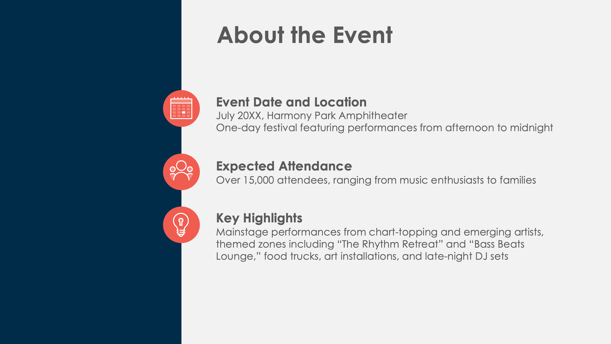 About the Event
Event Date and Location
July 20XX, Harmony Park Amphitheater
One-day festival featuring performances from afternoon to midnight
Expected Attendance
Over 15,000 attendees, ranging from music enthusiasts to families
Key Highlights
Mainstage performances from chart-topping and emerging artists,
themed zones including “The Rhythm Retreat” and “Bass Beats
Lounge,” food trucks, art installations, and late-night DJ sets